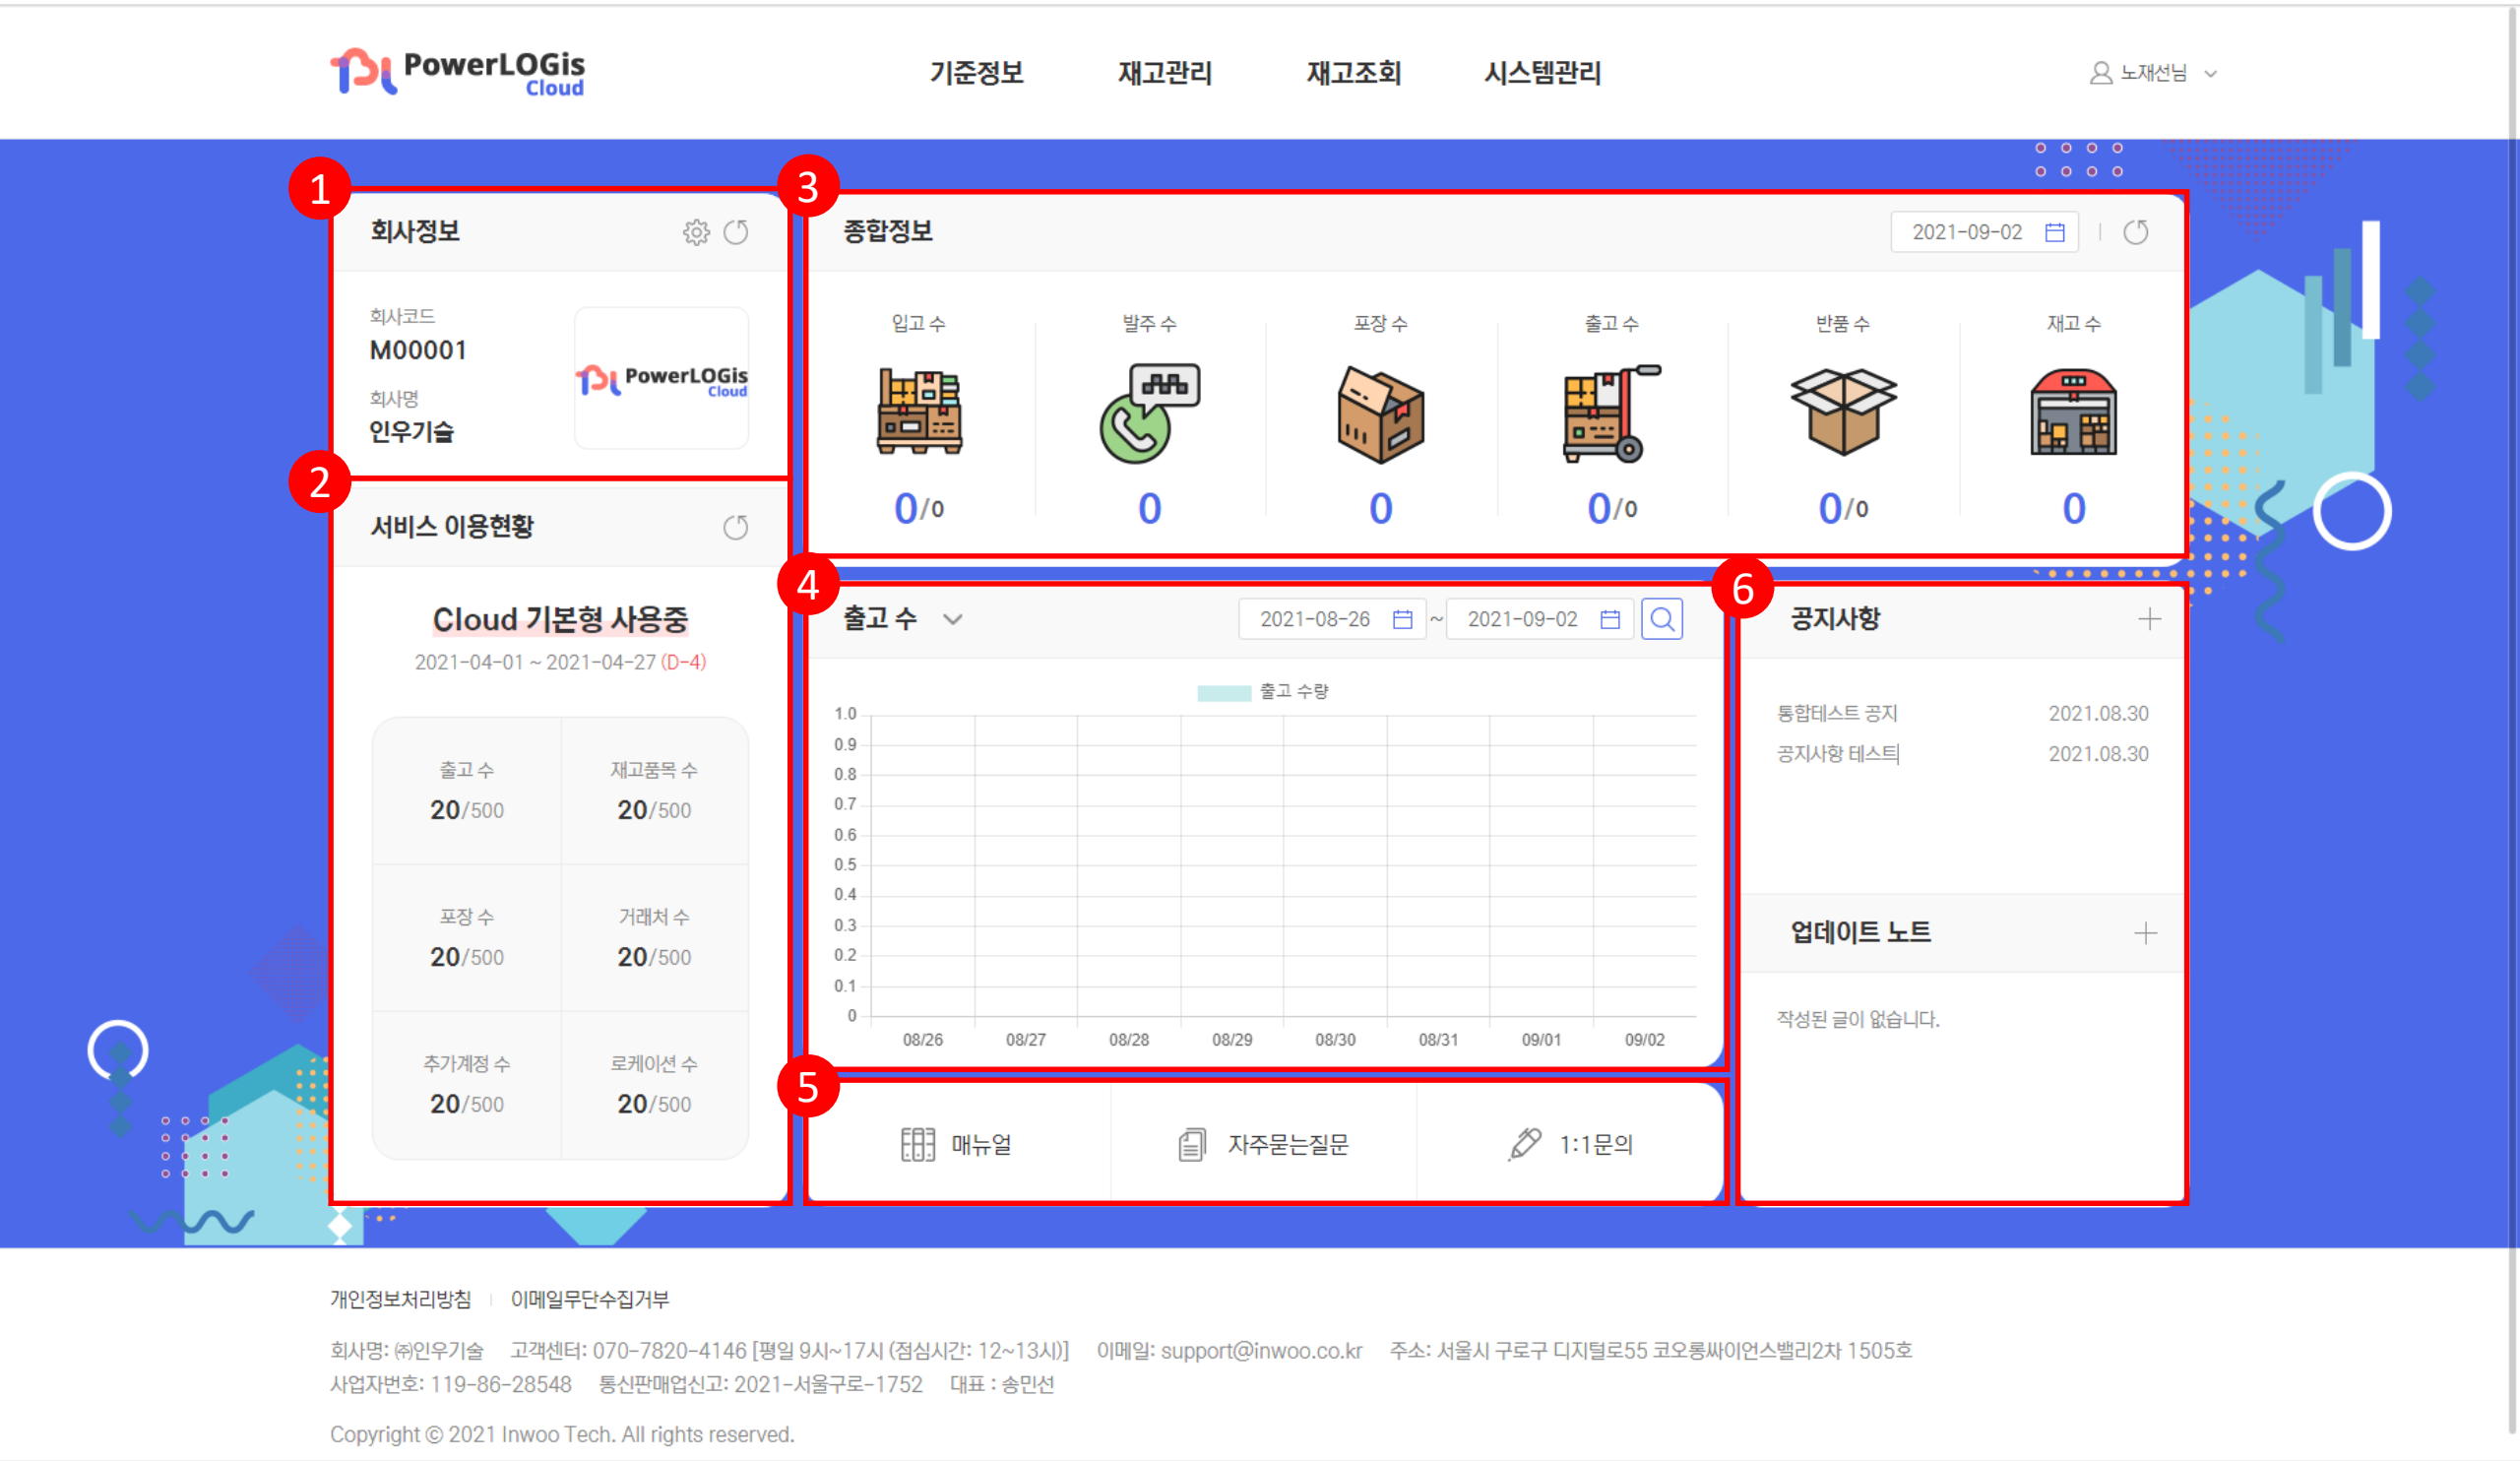 PowerLOGis
Cloud
기준정보 재고관리 재고조회 시스템관리
노재선님
1
회사정보
회사코드
M00001
회사명
인우기술
PowerLOGis
Cloud
2
서비스 이용현황
Cloud 기본형 사용중
2021-04-01 ~ 2021-04-27 (D-4)
출고 수 재고품목 수
20/500 20/500
포장 수 거래처 수
20/500 20/500
추가계정 수 로케이션 수
20/500 20/500
3
종합정보
2021-09-02
입고 수 발주 수 포장 수 출고 수 반품 수 재고 수
0/0 0 0 0/0 0/0 0
4
출고 수
2021-08-26 ~ 2021-09-02
출고 수량
1.0
0.9
0.8
0.7
0.6
0.5
0.4
0.3
0.2
0.1
0
08/26 08/27 08/28 08/29 08/30 08/31 09/01 09/02
5
매뉴얼 자주묻는질문 1:1문의
6
공지사항
통합테스트 공지 2021.08.30
공지사항 테스트 2021.08.30
업데이트 노트
작성된 글이 없습니다.
개인정보처리방침 이메일무단수집거부
회사명: ㈜인우기술 고객센터: 070-7820-4146 [평일 9시~17시 (점심시간: 12~13시)] 이메일: support@inwoo.co.kr 주소: 서울시 구로구 디지털로55 코오롱싸이언스밸리2차 1505호
사업자번호: 119-86-28548 통신판매업신고: 2021-서울구로-1752 대표 : 송민선
Copyright ⓒ 2021 Inwoo Tech. All rights reserved.